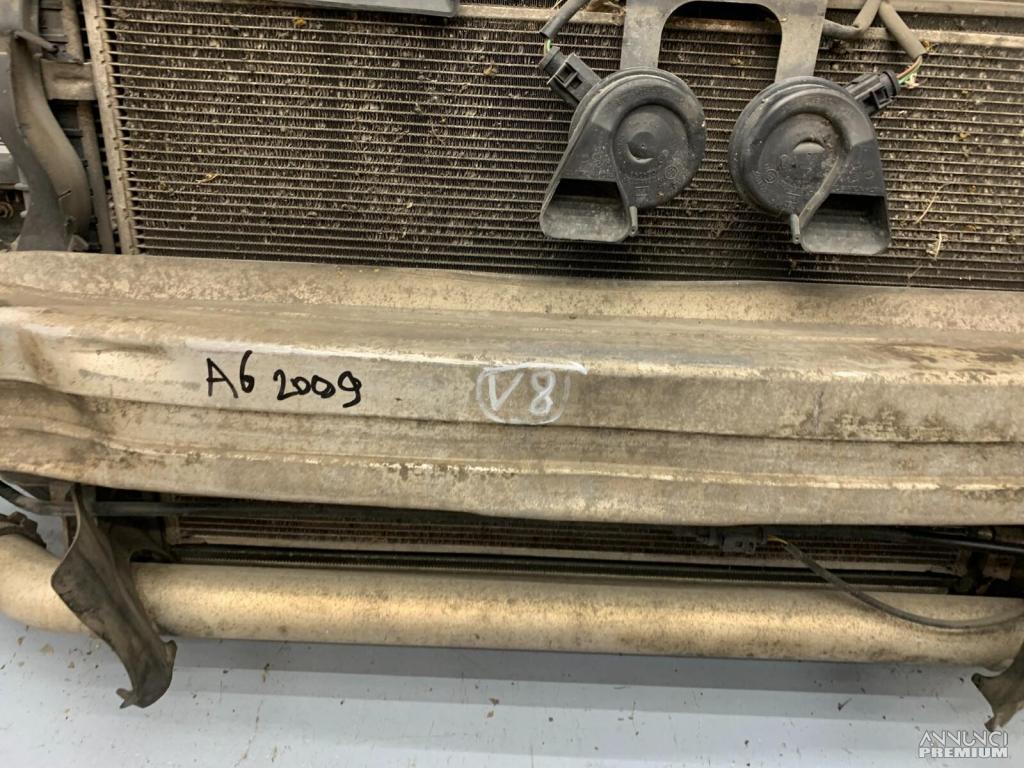 A6 2009
V8
ANNUNCI
PREMIUM